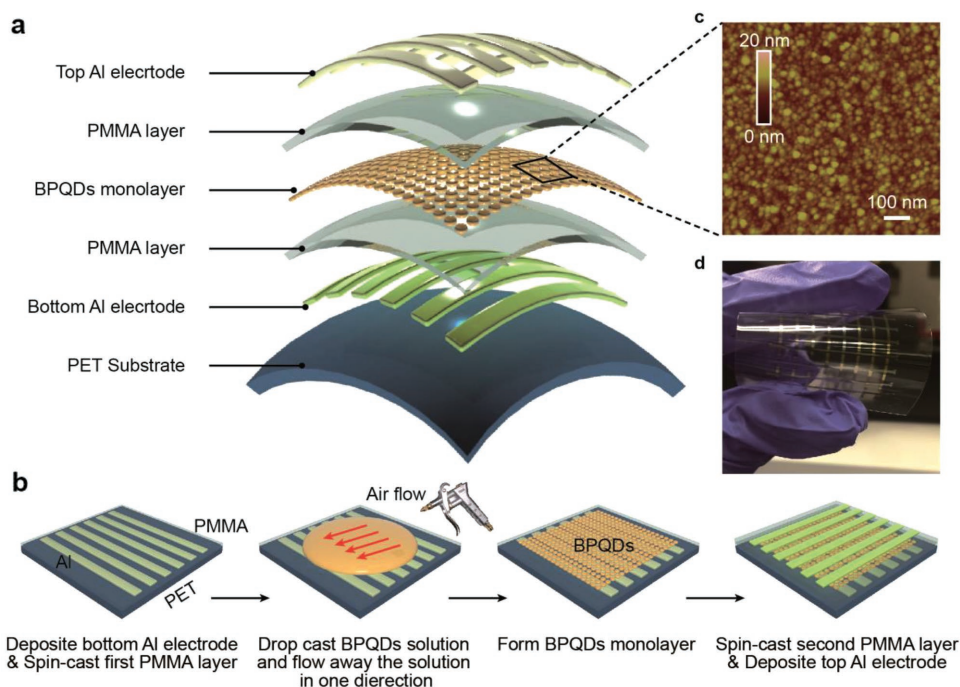 a
Top Al elecrtode
PMMA layer
BPQDs monolayer
PMMA layer
Bottom Al elecrtode
PET Substrate
c
20 nm
0 nm
100 nm
d
b
Al
PMMA
PET
Air flow
BPQDs
Deposite bottom Al electrode
& Spin-cast first PMMA layer
Drop cast BPQDs solution
and flow away the solution
in one dierection
Form BPQDs monolayer
Spin-cast second PMMA layer
& Deposite top Al electrode